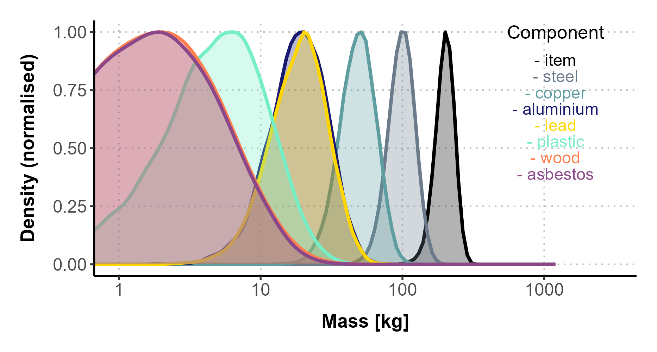 Component
- item
- steel
- copper
- aluminium
- lead
- plastic
- wood
- asbestos
Density (normalised)
1.00
0.75
0.50
0.25
0.00
1 10 100 1000
Mass [kg]